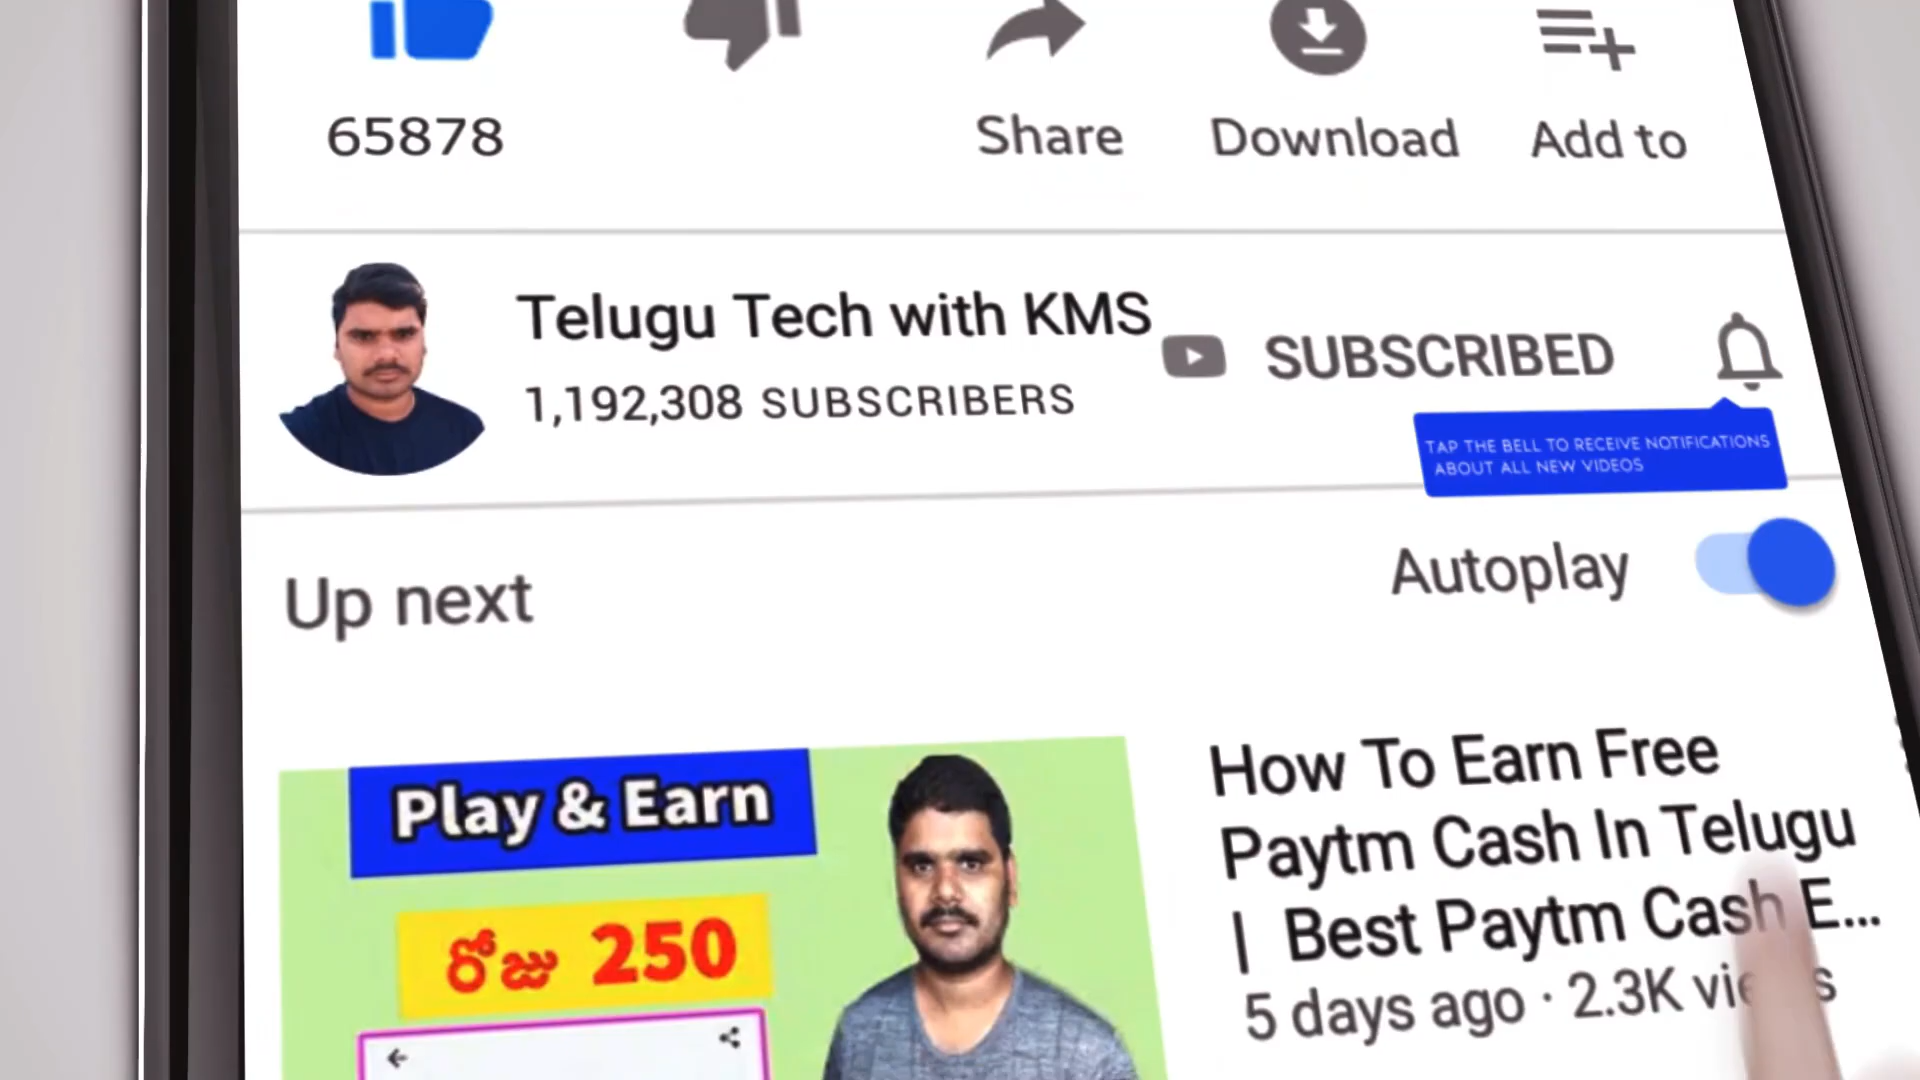 65878
Share
Download
Add to
Telugu Tech with KMS
1,192,308 SUBSCRIBERS
SUBSCRIBED
TAP THE BELL TO RECEIVE NOTIFICATIONS
ABOUT ALL NEW VIDEOS
Up next
Autoplay
Play & Earn
రోజు 250
How To Earn Free
Paytm Cash In Telugu
| Best Paytm Cash E...
5 days ago · 2.3K views